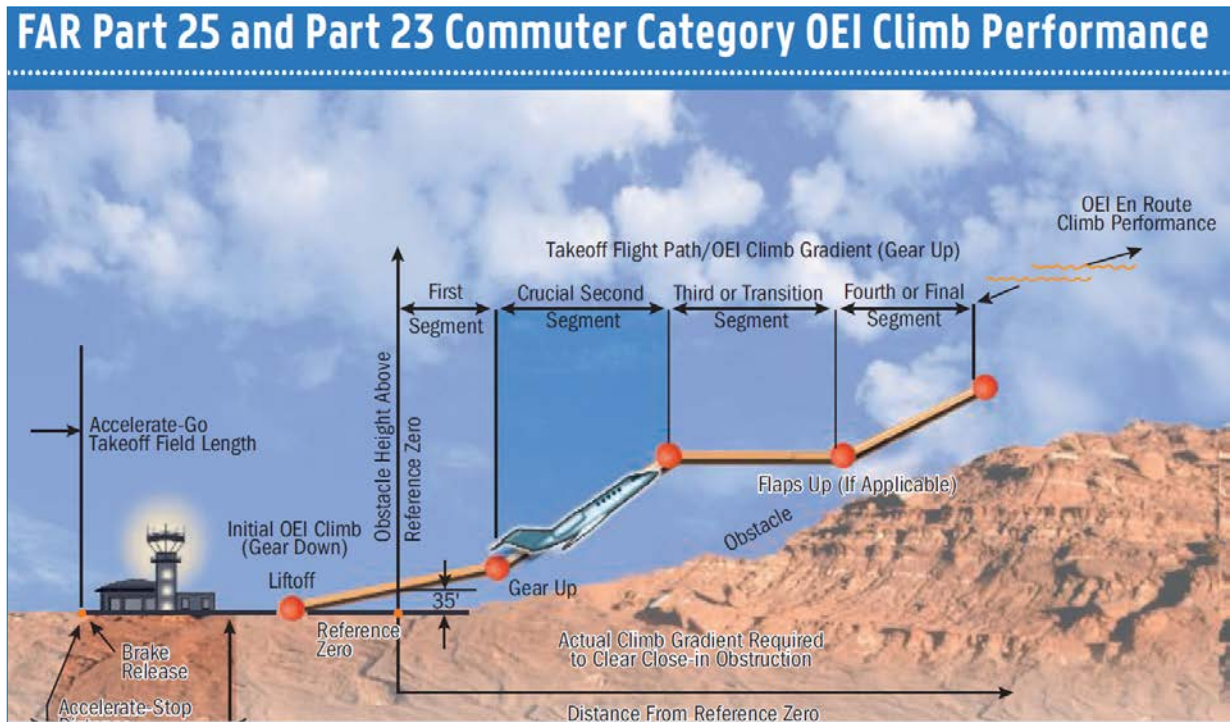 FAR Part 25 and Part 23 Commuter Category OEI Climb Performance
OEI En Route
Climb Performance
Takeoff Flight Path/OEI Climb Gradient (Gear Up)
First
Segment
Crucial Second
Segment
Third or Transition
Segment
Fourth or Final
Segment
Accelerate-Go
Takeoff Field Length
Obstacle Height Above
Reference Zero
Initial OEI Climb
(Gear Down)
Liftoff
Flaps Up (If Applicable)
Obstacle
Gear Up
35'
Reference
Zero
Brake
Release
Actual Climb Gradient Required
to Clear Close-in Obstruction
Accelerate-Stop
Distance From Reference Zero